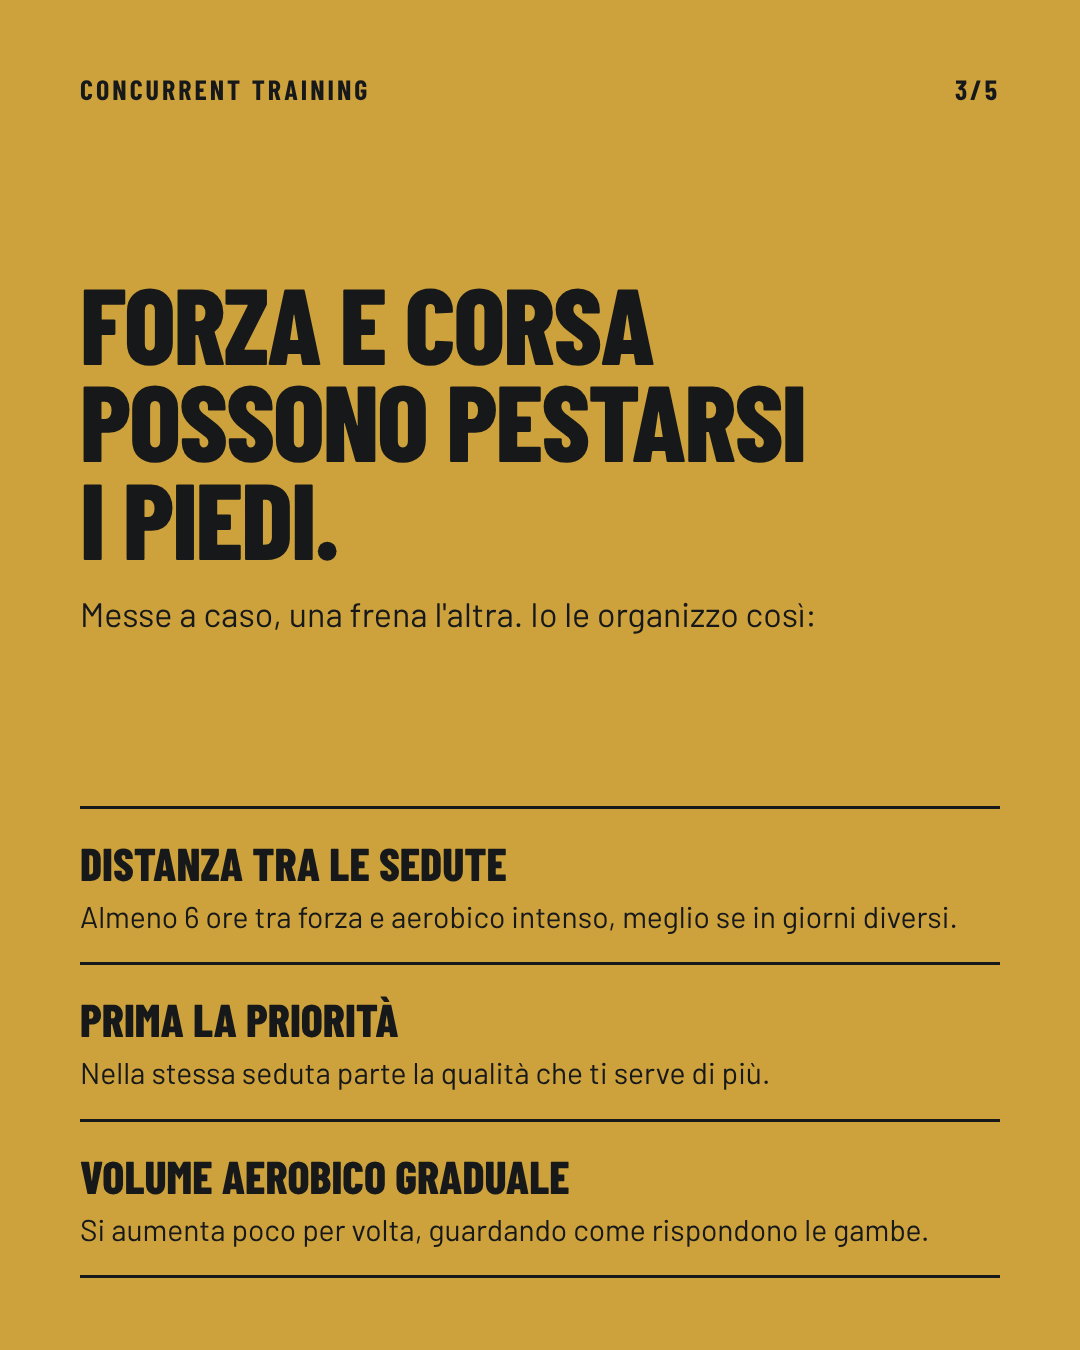 CONCURRENT TRAINING
3/5
FORZA E CORSA
POSSONO PESTARSI
I PIEDI.
Messe a caso, una frena l'altra. Io le organizzo così:
DISTANZA TRA LE SEDUTE
Almeno 6 ore tra forza e aerobico intenso, meglio se in giorni diversi.
PRIMA LA PRIORITÀ
Nella stessa seduta parte la qualità che ti serve di più.
VOLUME AEROBICO GRADUALE
Si aumenta poco per volta, guardando come rispondono le gambe.